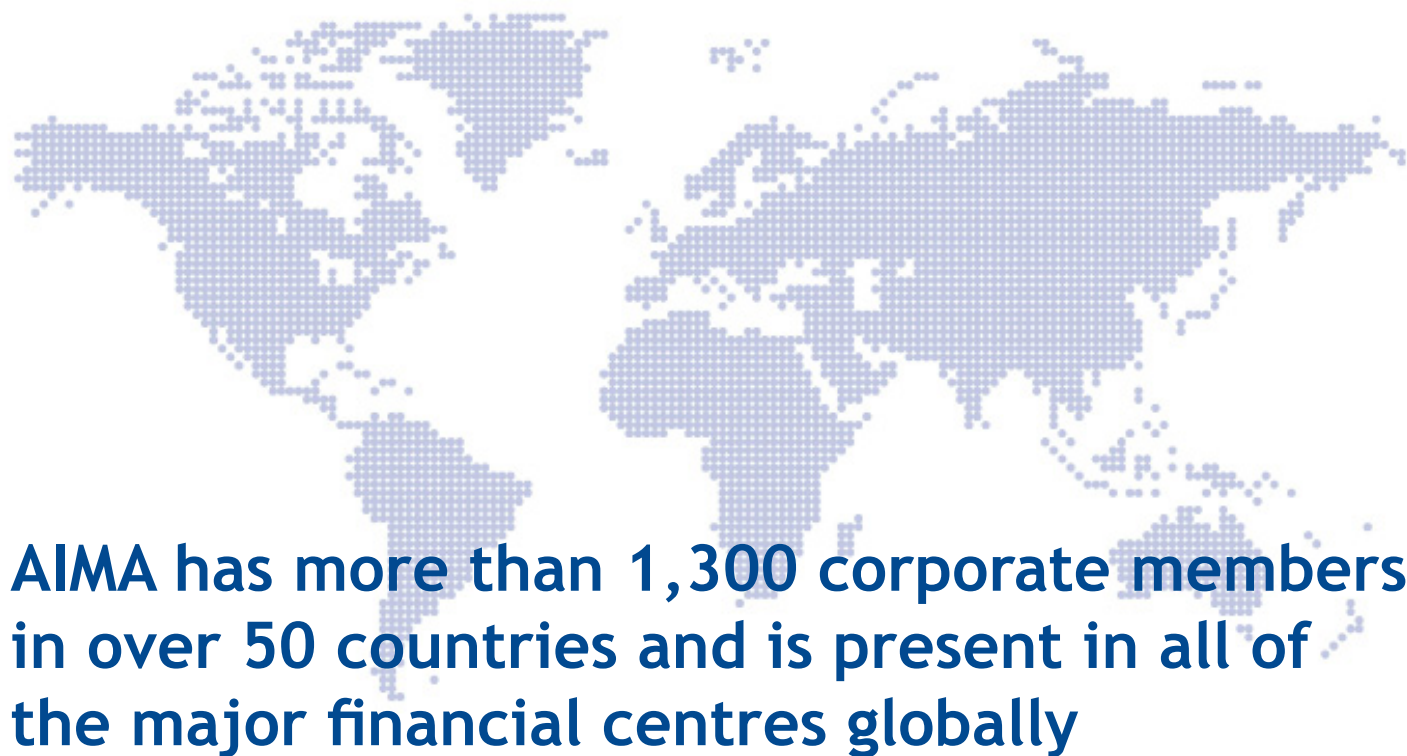 AIMA has more than 1,300 corporate members
in over 50 countries and is present in all of
the major financial centres globally